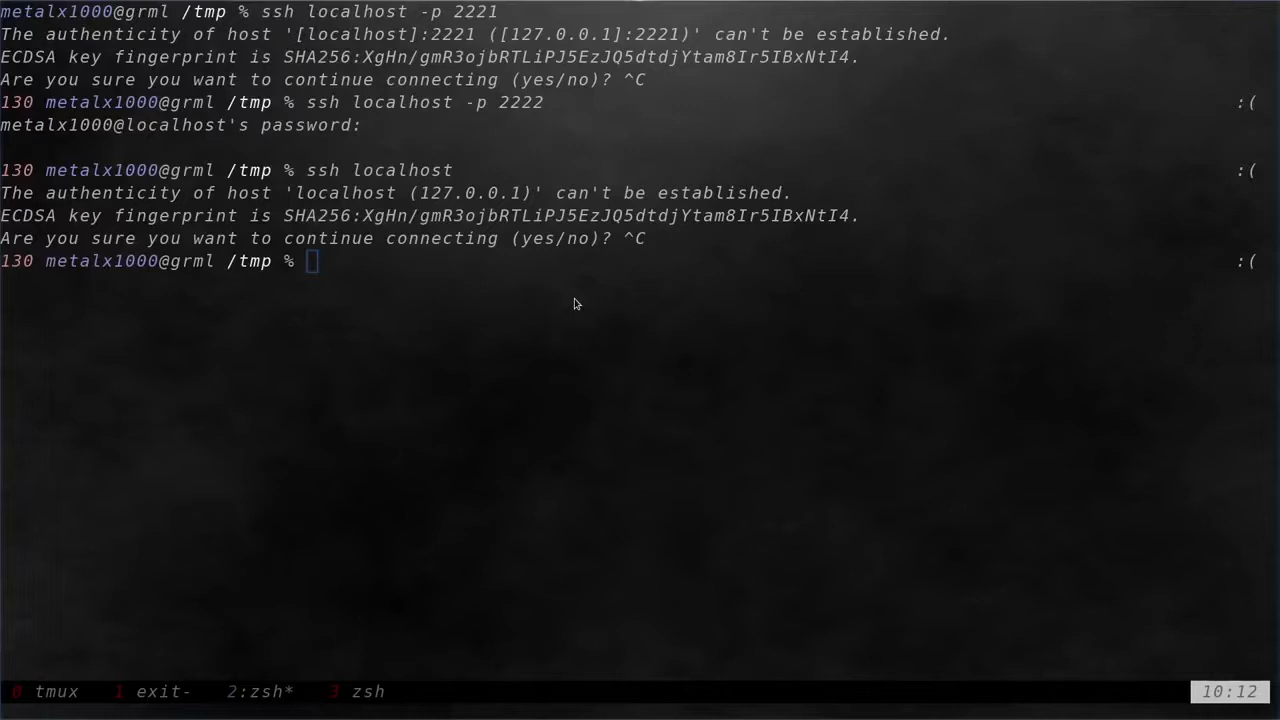 metalx1000@grml /tmp % ssh localhost -p 2221
The authenticity of host '[localhost]:2221 ([127.0.0.1]:2221)' can't be established.
ECDSA key fingerprint is SHA256:XgHn/gmR3ojbRTLiPJ5EzJQ5dtdjYtam8Ir5IBxNtI4.
Are you sure you want to continue connecting (yes/no)? ^C
130 metalx1000@grml /tmp % ssh localhost -p 2222 :(
metalx1000@localhost's password:
130 metalx1000@grml /tmp % ssh localhost :(
The authenticity of host 'localhost (127.0.0.1)' can't be established.
ECDSA key fingerprint is SHA256:XgHn/gmR3ojbRTLiPJ5EzJQ5dtdjYtam8Ir5IBxNtI4.
Are you sure you want to continue connecting (yes/no)? ^C
130 metalx1000@grml /tmp % :(
0 tmux 1 exit- 2:zsh* 3 zsh 10:12